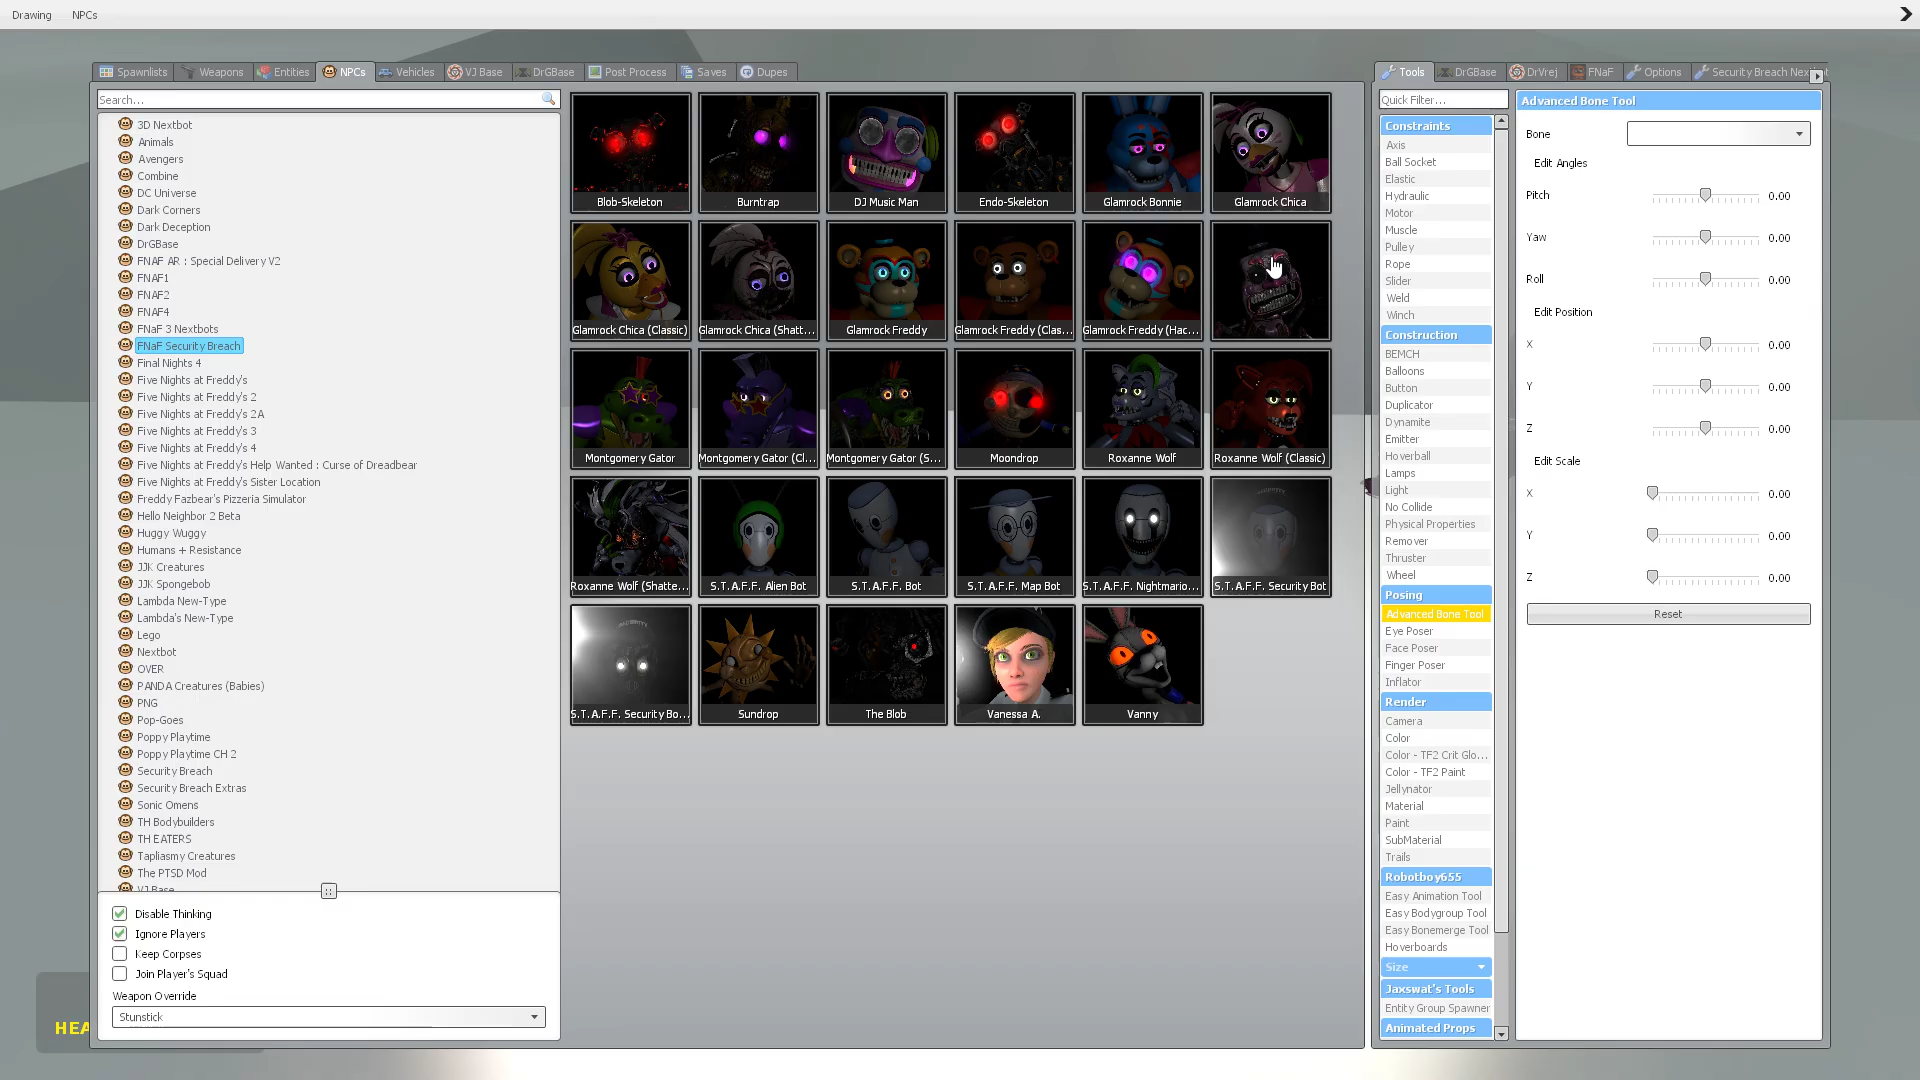 Drawing
NPCs
Spawnlists
Weapons
Entities
NPCs
Vehicles
VJ Base
DrGBase
Post Process
Saves
Dupes
Search...
3D Nextbot
Animals
Avengers
Combine
DC Universe
Dark Corners
Dark Deception
DrGBase
FNAF AR : Special Delivery V2
FNAF1
FNAF2
FNAF4
FNaF 3 Nextbots
FNaF Security Breach
Final Nights 4
Five Nights at Freddy's
Five Nights at Freddy's 2
Five Nights at Freddy's 2A
Five Nights at Freddy's 3
Five Nights at Freddy's 4
Five Nights at Freddy's Help Wanted : Curse of Dreadbear
Five Nights at Freddy's Sister Location
Freddy Fazbear's Pizzeria Simulator
Hello Neighbor 2 Beta
Huggy Wuggy
Humans + Resistance
JJK Creatures
JJK Spongebob
Lambda New-Type
Lambda's New-Type
Lego
Nextbot
OVER
PANDA Creatures (Babies)
PNG
Pop-Goes
Poppy Playtime
Poppy Playtime CH 2
Security Breach
Security Breach Extras
Sonic Omens
TH Bodybuilders
TH EATERS
Tapliasmy Creatures
The PTSD Mod
VJ Base
Disable Thinking
Ignore Players
Keep Corpses
Join Player's Squad
Weapon Override
Stunstick
HEA
Blob-Skeleton
Burntrap
DJ Music Man
Endo-Skeleton
Glamrock Bonnie
Glamrock Chica
Glamrock Chica (Classic)
Glamrock Chica (Shatt...
Glamrock Freddy
Glamrock Freddy (Clas...
Glamrock Freddy (Hac...
Montgomery Gator
Montgomery Gator (Cl...
Montgomery Gator (S...
Moondrop
Roxanne Wolf
Roxanne Wolf (Classic)
Roxanne Wolf (Shatte...
S.T.A.F.F. Alien Bot
S.T.A.F.F. Bot
S.T.A.F.F. Map Bot
S.T.A.F.F. Nightmario...
S.T.A.F.F. Security Bot
S.T.A.F.F. Security Bo...
Sundrop
The Blob
Vanessa A.
Vanny
Tools
DrGBase
DrVrej
FNaF
Options
Security Breach Nextbot
Quick Filter...
Constraints
Axis
Ball Socket
Elastic
Hydraulic
Motor
Muscle
Pulley
Rope
Slider
Weld
Winch
Construction
BEMCH
Balloons
Button
Duplicator
Dynamite
Emitter
Hoverball
Lamps
Light
No Collide
Physical Properties
Remover
Thruster
Wheel
Posing
Advanced Bone Tool
Eye Poser
Face Poser
Finger Poser
Inflator
Render
Camera
Color
Color - TF2 Crit Glo...
Color - TF2 Paint
Jellynator
Material
Paint
SubMaterial
Trails
Robotboy655
Easy Animation Tool
Easy Bodygroup Tool
Easy Bonemerge Tool
Hoverboards
Size
Jaxswat's Tools
Entity Group Spawner
Animated Props
Advanced Bone Tool
Bone
Edit Angles
Pitch 0.00
Yaw 0.00
Roll 0.00
Edit Position
X 0.00
Y 0.00
Z 0.00
Edit Scale
X 0.00
Y 0.00
Z 0.00
Reset